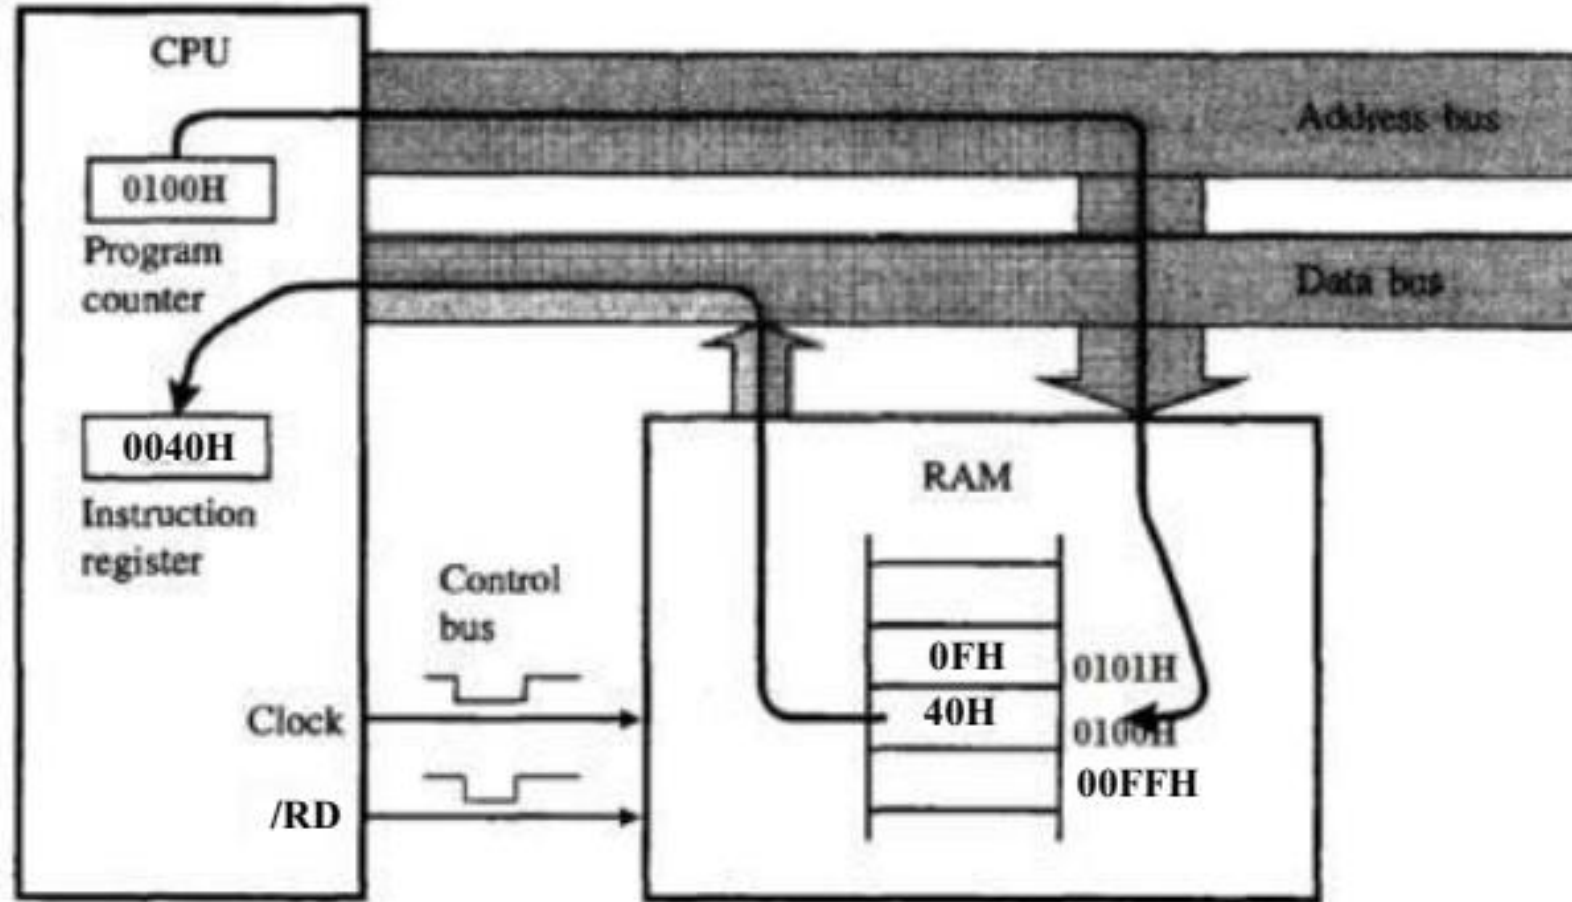 CPU
Address bus
0100H
Program
counter
Data bus
0040H
Instruction
register
RAM
Control
bus
0FH
0101H
40H
0100H
00FFH
Clock
/RD